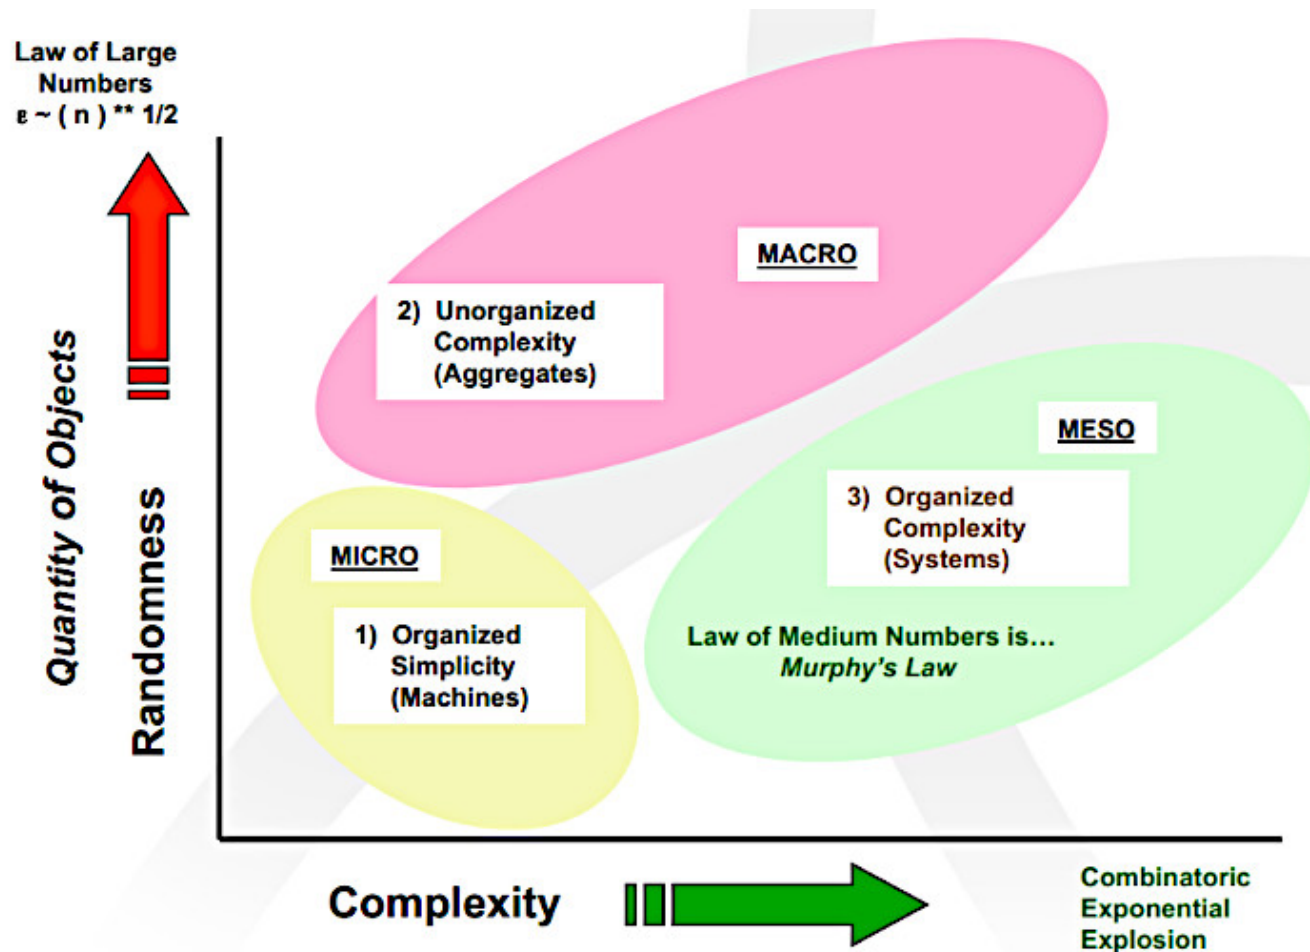 Law of Large
Numbers
ε ~ ( n ) ** 1/2
Quantity of Objects
Randomness
MACRO
2) Unorganized
Complexity
(Aggregates)
MESO
3) Organized
Complexity
(Systems)
Law of Medium Numbers is...
Murphy's Law
MICRO
1) Organized
Simplicity
(Machines)
Complexity
Combinatoric
Exponential
Explosion